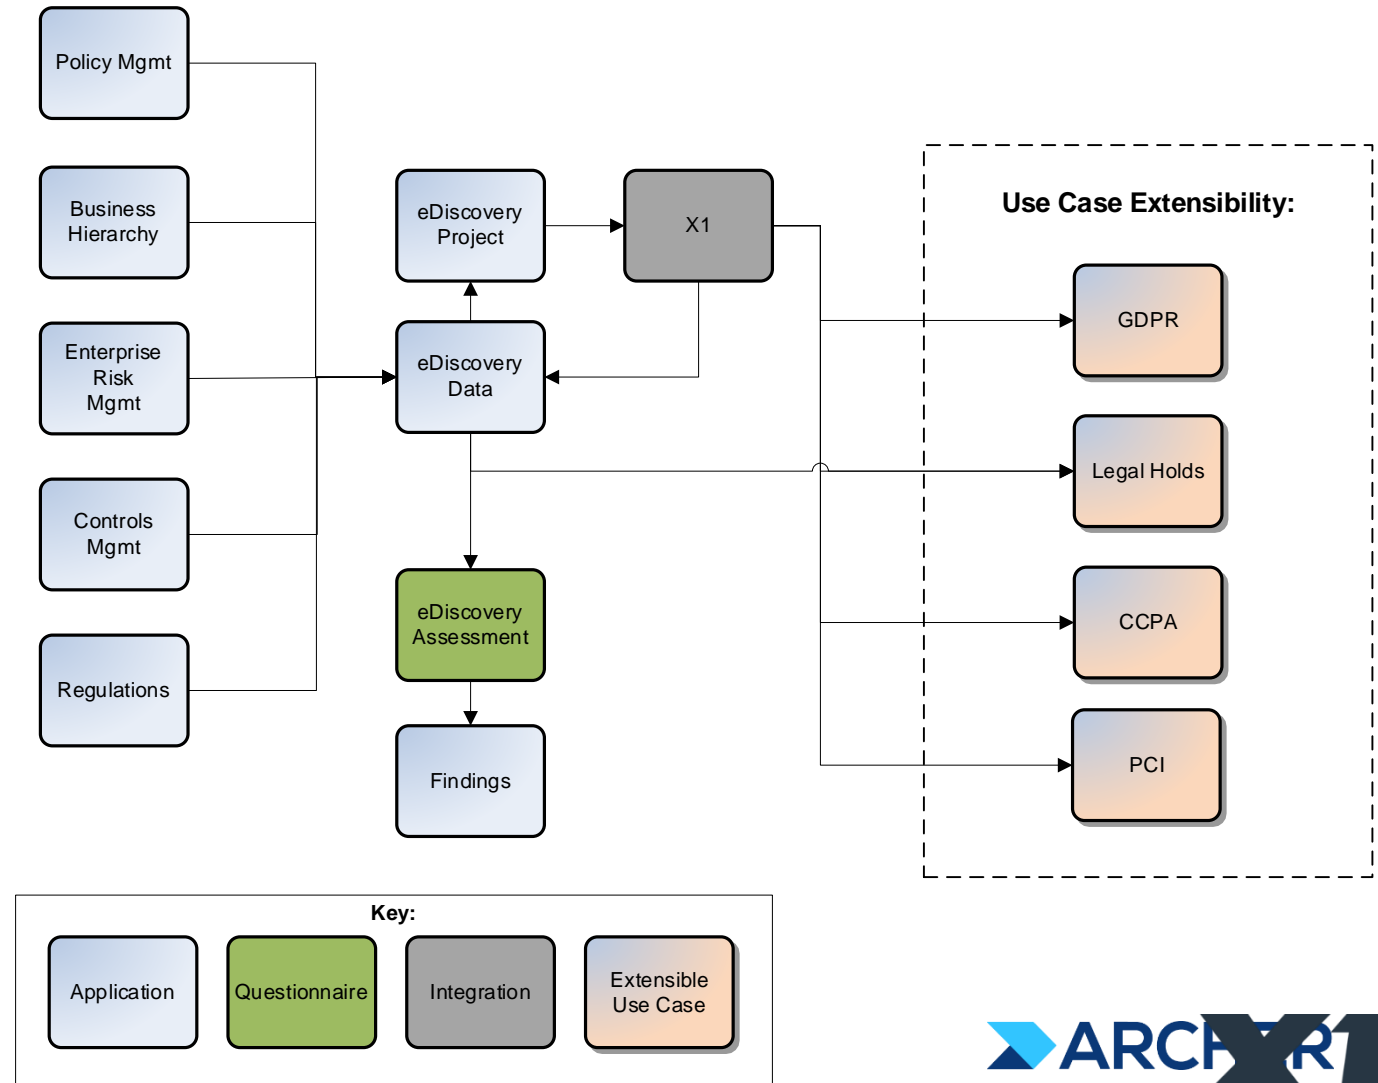 Policy Mgmt
Business
Hierarchy
Enterprise
Risk
Mgmt
Controls
Mgmt
Regulations
eDiscovery
Project
X1
eDiscovery
Data
eDiscovery
Assessment
Findings
Use Case Extensibility:
GDPR
Legal Holds
CCPA
PCI
Key:
Application
Questionnaire
Integration
Extensible
Use Case
X1